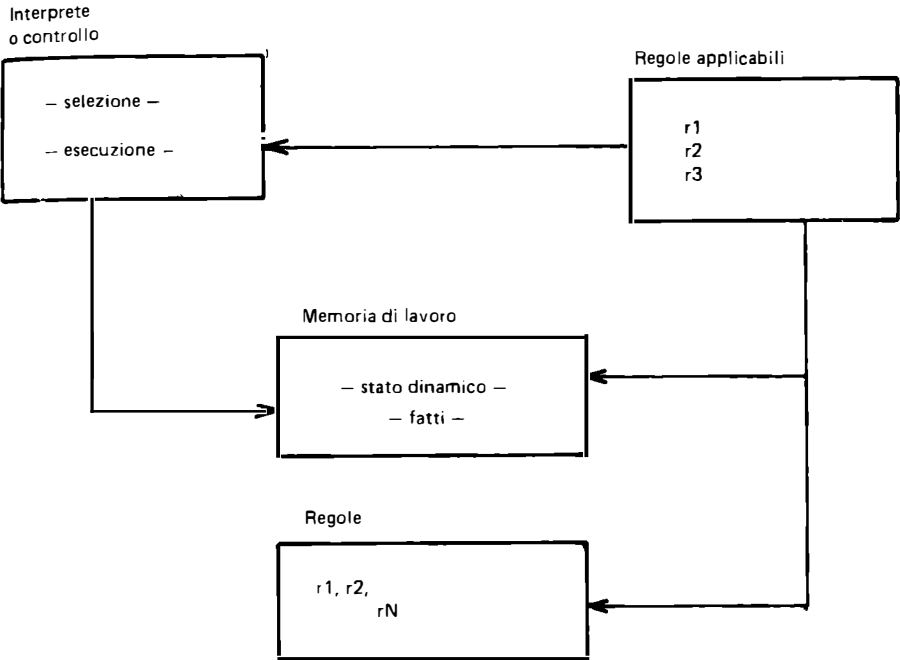 Interprete
o controllo
– selezione –
– esecuzione –
Regole applicabili
r1
r2
r3
Memoria di lavoro
– stato dinamico –
– fatti –
Regole
r1, r2,
rN